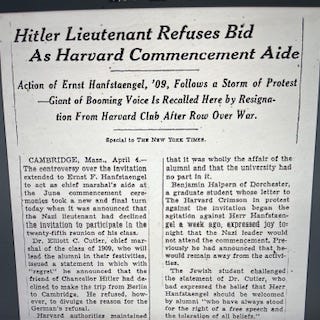 Hitler Lieutenant Refuses Bid
As Harvard Commencement Aide
Action of Ernst Hanfstaengel, '09, Follows a Storm of Protest
—Giant of Booming Voice Is Recalled Here by Resigna-
tion From Harvard Club After Row Over War.
Special to THE NEW YORK TIMES.
CAMBRIDGE, Mass., April 4.—
The controversy over the invitation
extended to Ernst F. Hanfstaengel
to act as chief marshal's aide at
the June commencement cere-
monies took a new and final turn
today when it was announced that
the Nazi lieutenant had declined
the invitation to participate in the
twenty-fifth reunion of his class.
Dr. Elliott C. Cutler, chief mar-
shal of the class of 1909, who will
lead the alumni in their festivities,
issued a statement in which with
"regret" he announced that the
friend of Chancellor Hitler had de-
clined to make the trip from Berlin
to Cambridge. He refused, how-
ever, to divulge the reason for the
German's refusal.
Harvard authorities maintained
that it was wholly the affair of the
alumni and that the university had
no part in it.
Benjamin Halpern of Dorchester,
a graduate student whose letter to
The Harvard Crimson in protest
against the invitation began the
agitation against Herr Hanfstaen-
gel a week ago, expressed joy to-
night that the Nazi leader would
not attend the commencement. Pre-
viously he had announced that he
would remain away from the activi-
ties.
The Jewish student challenged
the statement of Dr. Cutler, who
had expressed the belief that Herr
Hanfstaengel should be welcomed
by alumni "who have always stood
for the right of a free speech and
the tolerance of all beliefs."